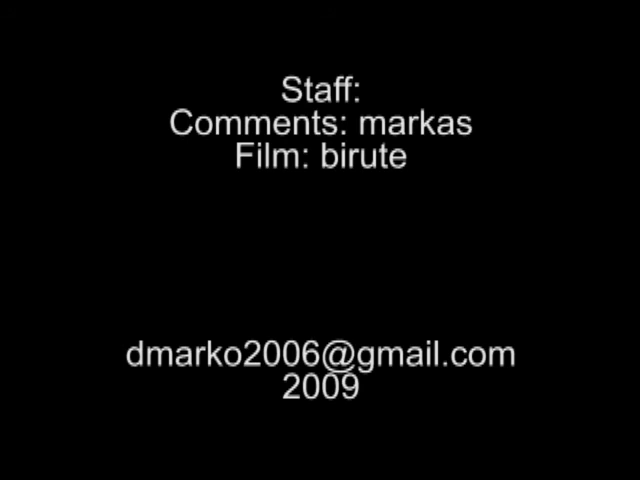 Staff:
Comments: markas
Film: birute
dmarko2006@gmail.com
2009